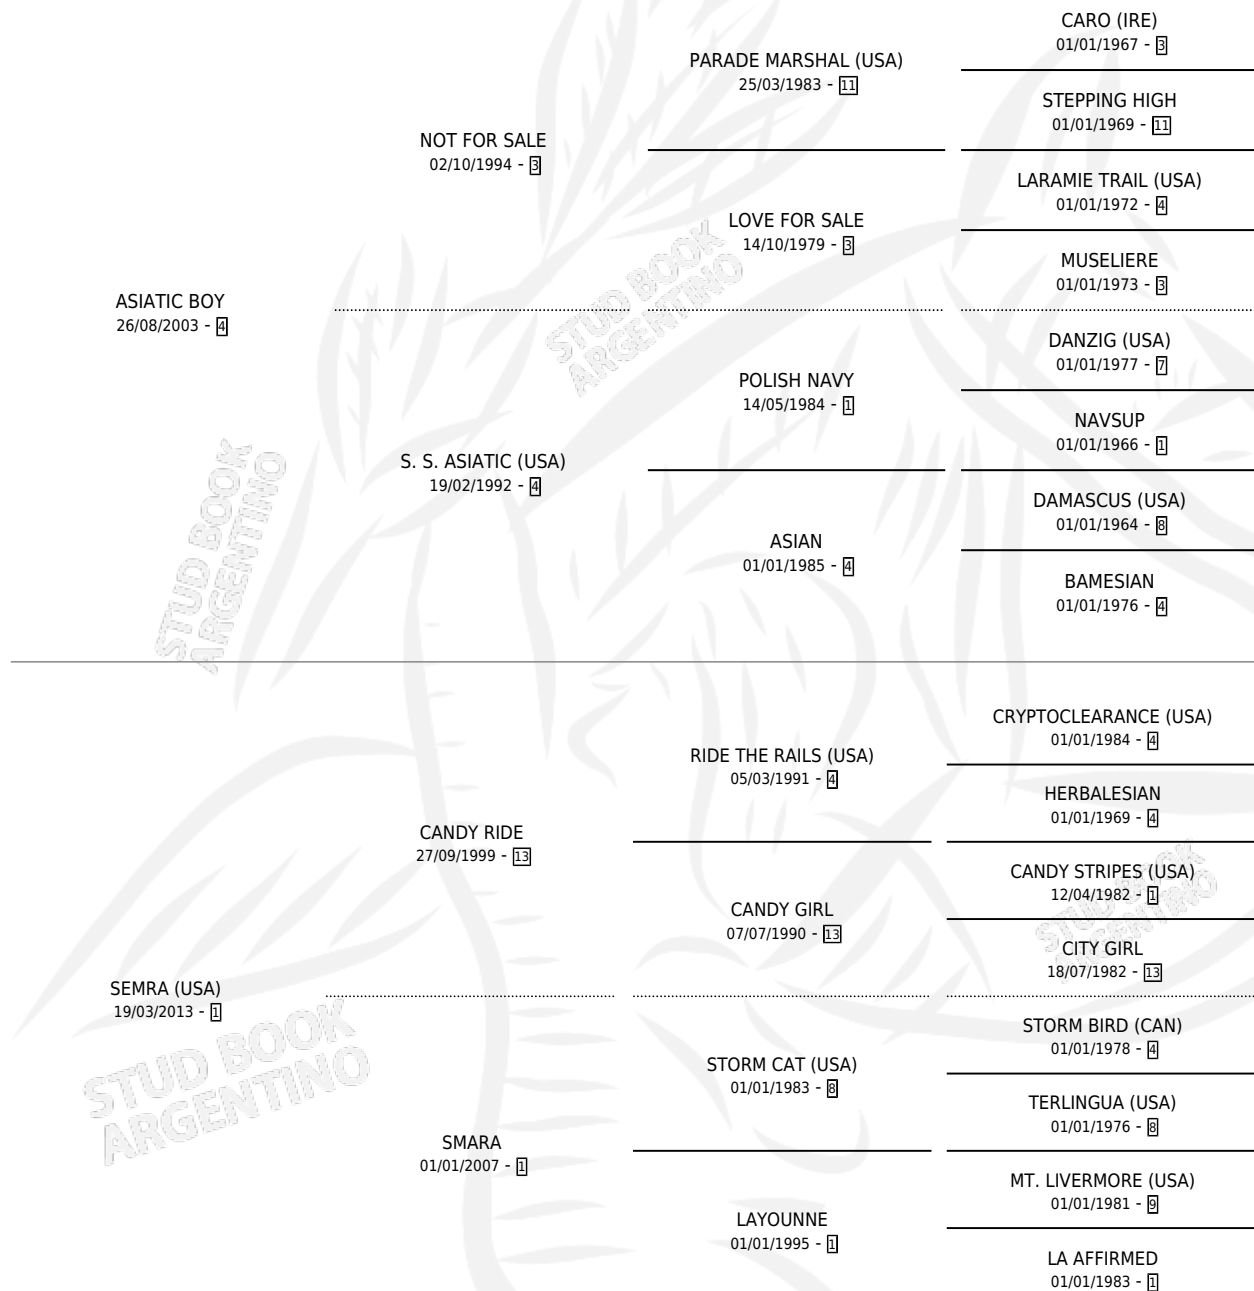 CARO (IRE)
01/01/1967 - 3
PARADE MARSHAL (USA)
25/03/1983 - 11
STEPPING HIGH
01/01/1969 - 11
NOT FOR SALE
02/10/1994 - 3
LARAMIE TRAIL (USA)
01/01/1972 - 4
LOVE FOR SALE
14/10/1979 - 3
MUSELIERE
01/01/1973 - 3
ASIATIC BOY
26/08/2003 - 4
DANZIG (USA)
01/01/1977 - 7
POLISH NAVY
14/05/1984 - 1
NAVSUP
01/01/1966 - 1
S. S. ASIATIC (USA)
19/02/1992 - 4
DAMASCUS (USA)
01/01/1964 - 8
ASIAN
01/01/1985 - 4
BAMESIAN
01/01/1976 - 4
CRYPTOCLEARANCE (USA)
01/01/1984 - 4
RIDE THE RAILS (USA)
05/03/1991 - 4
HERBALESIAN
01/01/1969 - 4
CANDY RIDE
27/09/1999 - 13
CANDY STRIPES (USA)
12/04/1982 - 1
CANDY GIRL
07/07/1990 - 13
CITY GIRL
18/07/1982 - 13
SEMRA (USA)
19/03/2013 - 1
STORM BIRD (CAN)
01/01/1978 - 4
STORM CAT (USA)
01/01/1983 - 8
TERLINGUA (USA)
01/01/1976 - 8
SMARA
01/01/2007 - 1
MT. LIVERMORE (USA)
01/01/1981 - 9
LAYOUNNE
01/01/1995 - 1
LA AFFIRMED
01/01/1983 - 1
STUD BOOK
ARGENTINO
STUD BOOK
ARGENTINO
STUD BOOK
ARGENTINO
STUD BOOK
ARGENTINO